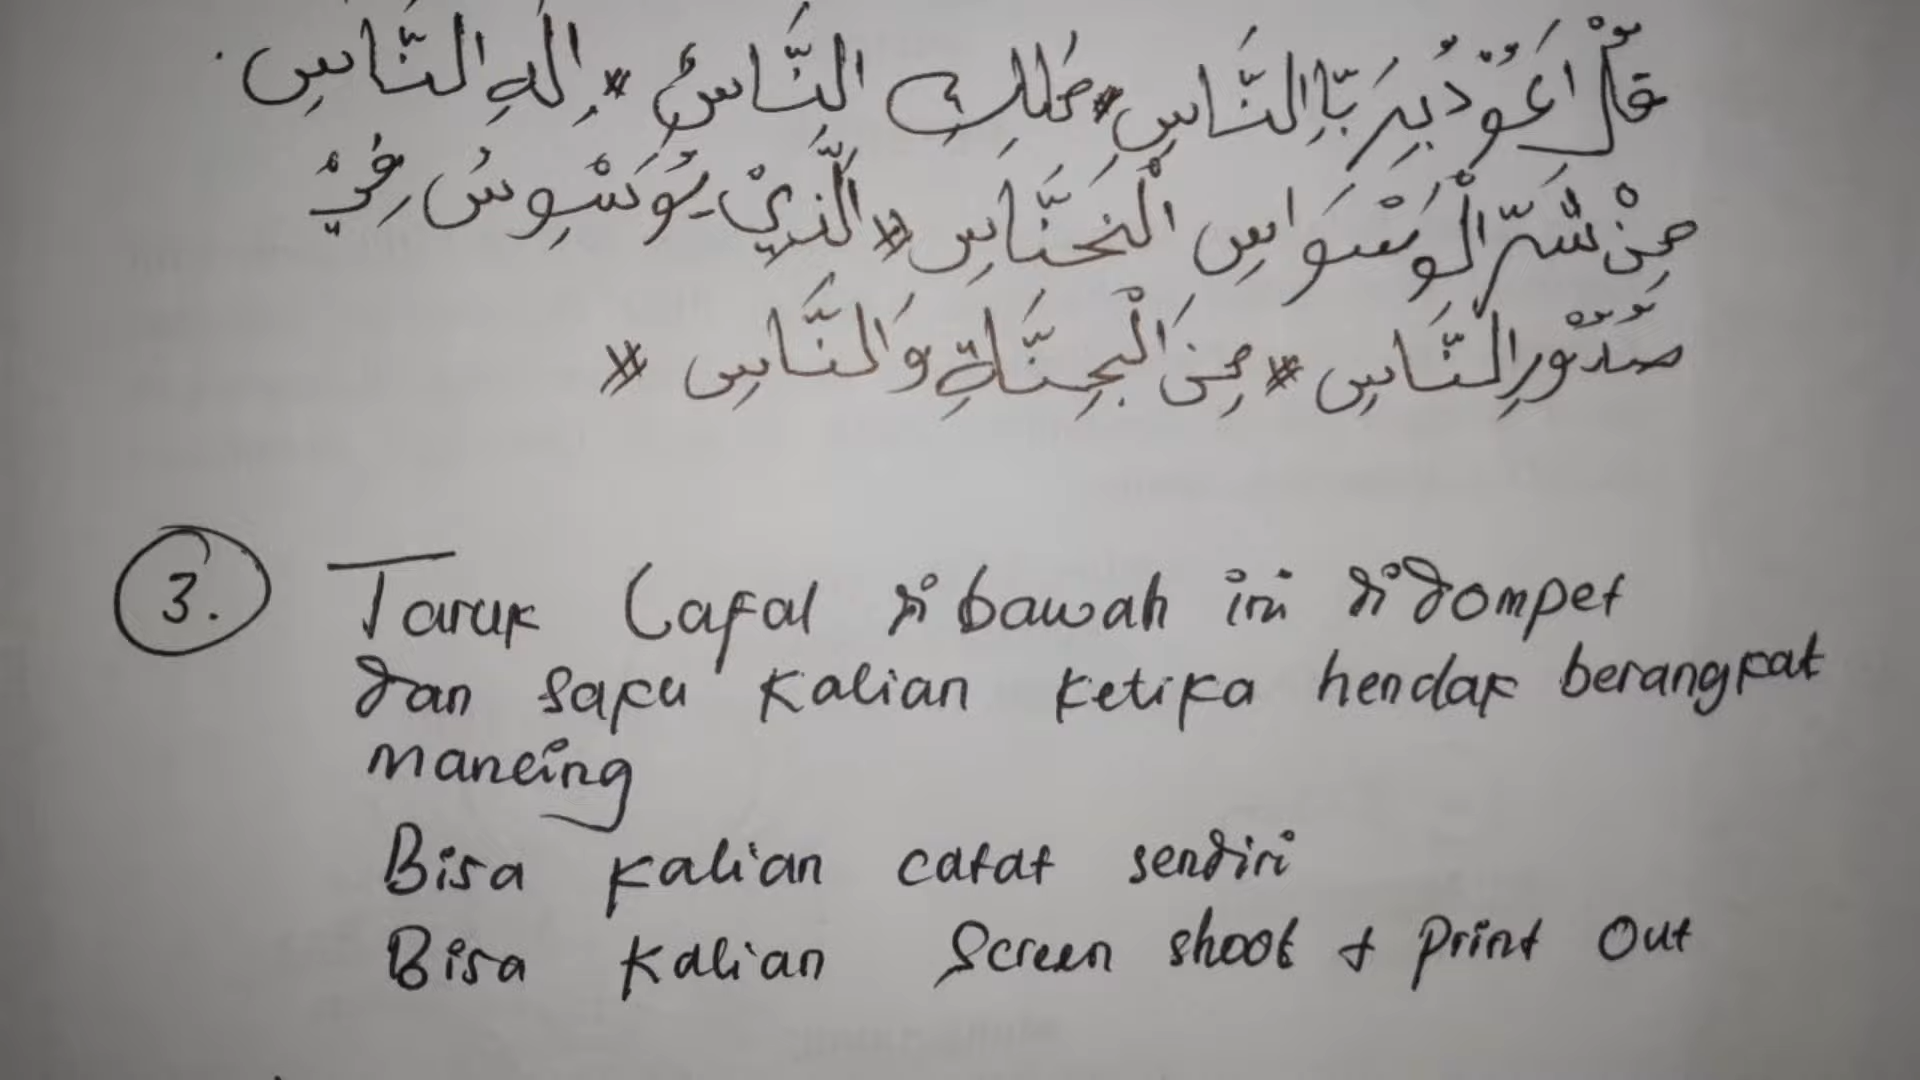 قُلْ اَعُوْذُ بِرَبِّ النَّاسِ # مَلِكِ النَّاسِ # اِلٰهِ النَّاسِ .
مِنْ شَرِّ الْوَسْوَاسِ الْخَنَّاسِ # الَّذِيْ يُوَسْوِسُ فِيْ
صُدُوْرِ النَّاسِ # مِنَ الْجِنَّةِ وَالنَّاسِ #
3. Taruk Lafal di bawah ini di dompet
dan saku kalian ketika hendak berangkat
mancing
Bisa kalian catat sendiri
Bisa kalian Screen shoot + print Out